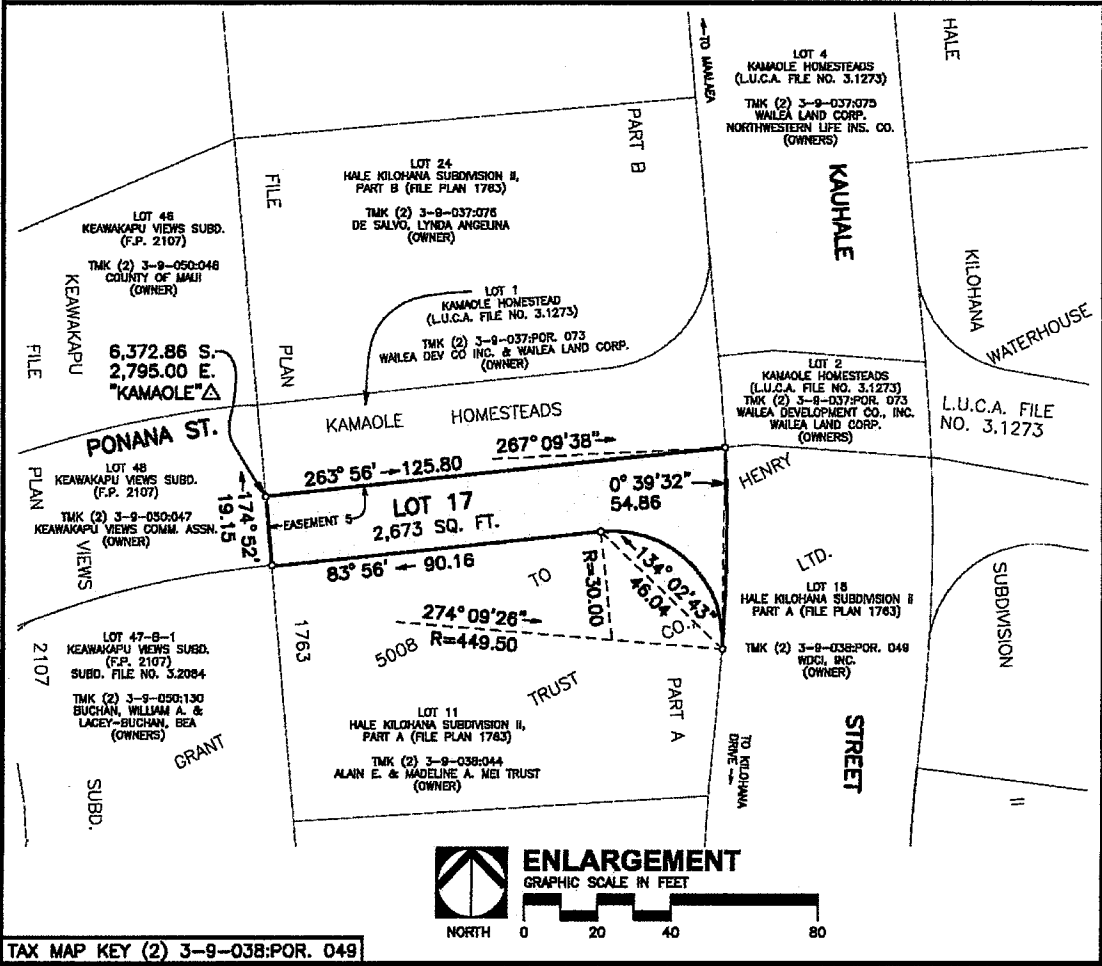 ← TO MAALAEA
LOT 4
KAMAOLE HOMESTEADS
(L.U.C.A. FILE NO. 3.1273)
TMK (2) 3-9-037:075
WAILEA LAND CORP.
NORTHWESTERN LIFE INS. CO.
(OWNERS)
HALE
PART B
LOT 24
HALE KILOHANA SUBDIVISION II,
PART B (FILE PLAN 1763)
TMK (2) 3-9-037:076
DE SALVO, LYNDA ANGELINA
(OWNER)
FILE
KAUHALE
LOT 46
KEAWAKAPU VIEWS SUBD.
(F.P. 2107)
TMK (2) 3-9-050:046
COUNTY OF MAUI
(OWNER)
KEAWAKAPU
KILOHANA
LOT 1
KAMAOLE HOMESTEAD
(L.U.C.A. FILE NO. 3.1273)
TMK (2) 3-9-037:POR. 073
WAILEA DEV CO INC. & WAILEA LAND CORP.
(OWNER)
WATERHOUSE
FILE
6,372.86 S.
2,795.00 E.
"KAMAOLE" △
PLAN
LOT 2
KAMAOLE HOMESTEADS
(L.U.C.A. FILE NO. 3.1273)
TMK (2) 3-9-037:POR. 073
WAILEA DEVELOPMENT CO., INC.
WAILEA LAND CORP.
(OWNERS)
L.U.C.A. FILE
NO. 3.1273
KAMAOLE HOMESTEADS
PONANA ST.
267° 09'38" →
263° 56' → 125.80
HENRY
PLAN
LOT 48
KEAWAKAPU VIEWS SUBD.
(F.P. 2107)
TMK (2) 3-9-050:047
KEAWAKAPU VIEWS COMM. ASSN.
(OWNER)
← 174° 52'
19.15
EASEMENT 5
LOT 17
2,673 SQ. FT.
0° 39'32" →
54.86
VIEWS
83° 56' ← 90.16
TO
R=30.00
← 134° 02'43"
46.04
CO.,
LTD.
LOT 18
HALE KILOHANA SUBDIVISION II
PART A (FILE PLAN 1763)
TMK (2) 3-9-038:POR. 049
WDCI, INC.
(OWNER)
SUBDIVISION
274° 09'26" →
R=449.50
2107
LOT 47-B-1
KEAWAKAPU VIEWS SUBD.
(F.P. 2107)
SUBD. FILE NO. 3.2084
TMK (2) 3-9-050:130
BUCHAN, WILLIAM A. &
LACEY-BUCHAN, BEA
(OWNERS)
1763
5008
TRUST
PART A
LOT 11
HALE KILOHANA SUBDIVISION II,
PART A (FILE PLAN 1763)
TMK (2) 3-9-038:044
ALAIN E. & MADELINE A. MEI TRUST
(OWNER)
GRANT
STREET
TO KILOHANA
DRIVE →
SUBD.
II
ENLARGEMENT
GRAPHIC SCALE IN FEET
NORTH
0 20 40 80
TAX MAP KEY (2) 3-9-038:POR. 049